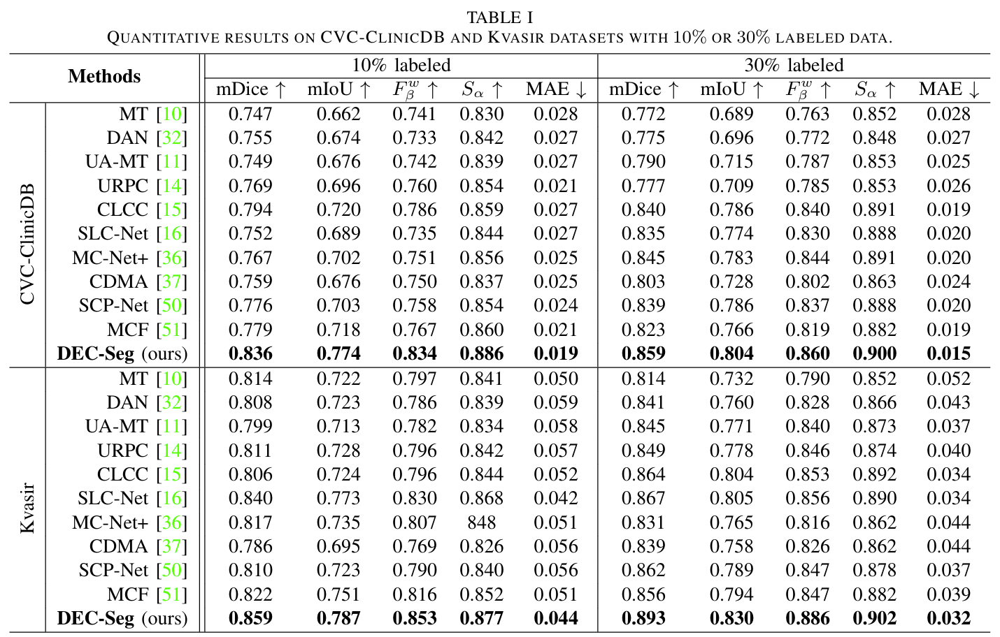 TABLE I
QUANTITATIVE RESULTS ON CVC-CLINICDB AND KVASIR DATASETS WITH 10% OR 30% LABELED DATA.
Methods 10% labeled 30% labeled
mDice ↑ mIoU ↑ F_β^w ↑ S_α ↑ MAE ↓ mDice ↑ mIoU ↑ F_β^w ↑ S_α ↑ MAE ↓
CVC-ClinicDB
MT [10] 0.747 0.662 0.741 0.830 0.028 0.772 0.689 0.763 0.852 0.028
DAN [32] 0.755 0.674 0.733 0.842 0.027 0.775 0.696 0.772 0.848 0.027
UA-MT [11] 0.749 0.676 0.742 0.839 0.027 0.790 0.715 0.787 0.853 0.025
URPC [14] 0.769 0.696 0.760 0.854 0.021 0.777 0.709 0.785 0.853 0.026
CLCC [15] 0.794 0.720 0.786 0.859 0.027 0.840 0.786 0.840 0.891 0.019
SLC-Net [16] 0.752 0.689 0.735 0.844 0.027 0.835 0.774 0.830 0.888 0.020
MC-Net+ [36] 0.767 0.702 0.751 0.856 0.025 0.845 0.783 0.844 0.891 0.020
CDMA [37] 0.759 0.676 0.750 0.837 0.025 0.803 0.728 0.802 0.863 0.024
SCP-Net [50] 0.776 0.703 0.758 0.854 0.024 0.839 0.786 0.837 0.888 0.020
MCF [51] 0.779 0.718 0.767 0.860 0.021 0.823 0.766 0.819 0.882 0.019
DEC-Seg (ours) 0.836 0.774 0.834 0.886 0.019 0.859 0.804 0.860 0.900 0.015
Kvasir
MT [10] 0.814 0.722 0.797 0.841 0.050 0.814 0.732 0.790 0.852 0.052
DAN [32] 0.808 0.723 0.786 0.839 0.059 0.841 0.760 0.828 0.866 0.043
UA-MT [11] 0.799 0.713 0.782 0.834 0.058 0.845 0.771 0.840 0.873 0.037
URPC [14] 0.811 0.728 0.796 0.842 0.057 0.849 0.778 0.846 0.874 0.040
CLCC [15] 0.806 0.724 0.796 0.844 0.052 0.864 0.804 0.853 0.892 0.034
SLC-Net [16] 0.840 0.773 0.830 0.868 0.042 0.867 0.805 0.856 0.890 0.034
MC-Net+ [36] 0.817 0.735 0.807 848 0.051 0.831 0.765 0.816 0.862 0.044
CDMA [37] 0.786 0.695 0.769 0.826 0.056 0.839 0.758 0.826 0.862 0.044
SCP-Net [50] 0.810 0.723 0.790 0.840 0.056 0.862 0.789 0.847 0.878 0.037
MCF [51] 0.822 0.751 0.816 0.852 0.051 0.856 0.794 0.847 0.882 0.039
DEC-Seg (ours) 0.859 0.787 0.853 0.877 0.044 0.893 0.830 0.886 0.902 0.032